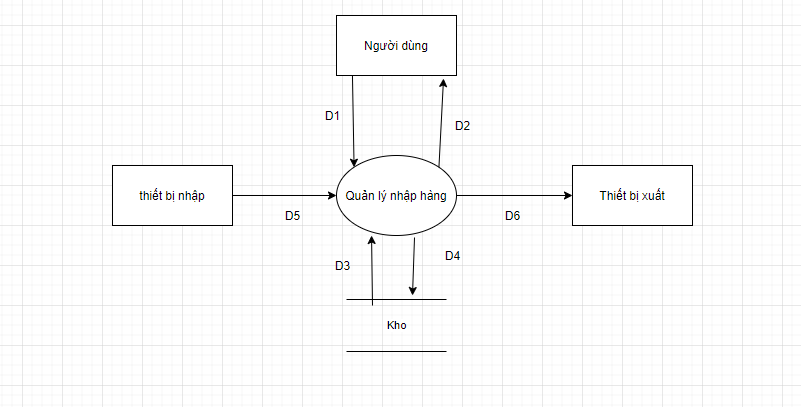 Người dùng
D1
D2
thiết bị nhập
Quản lý nhập hàng
Thiết bị xuất
D5
D6
D3
D4
Kho